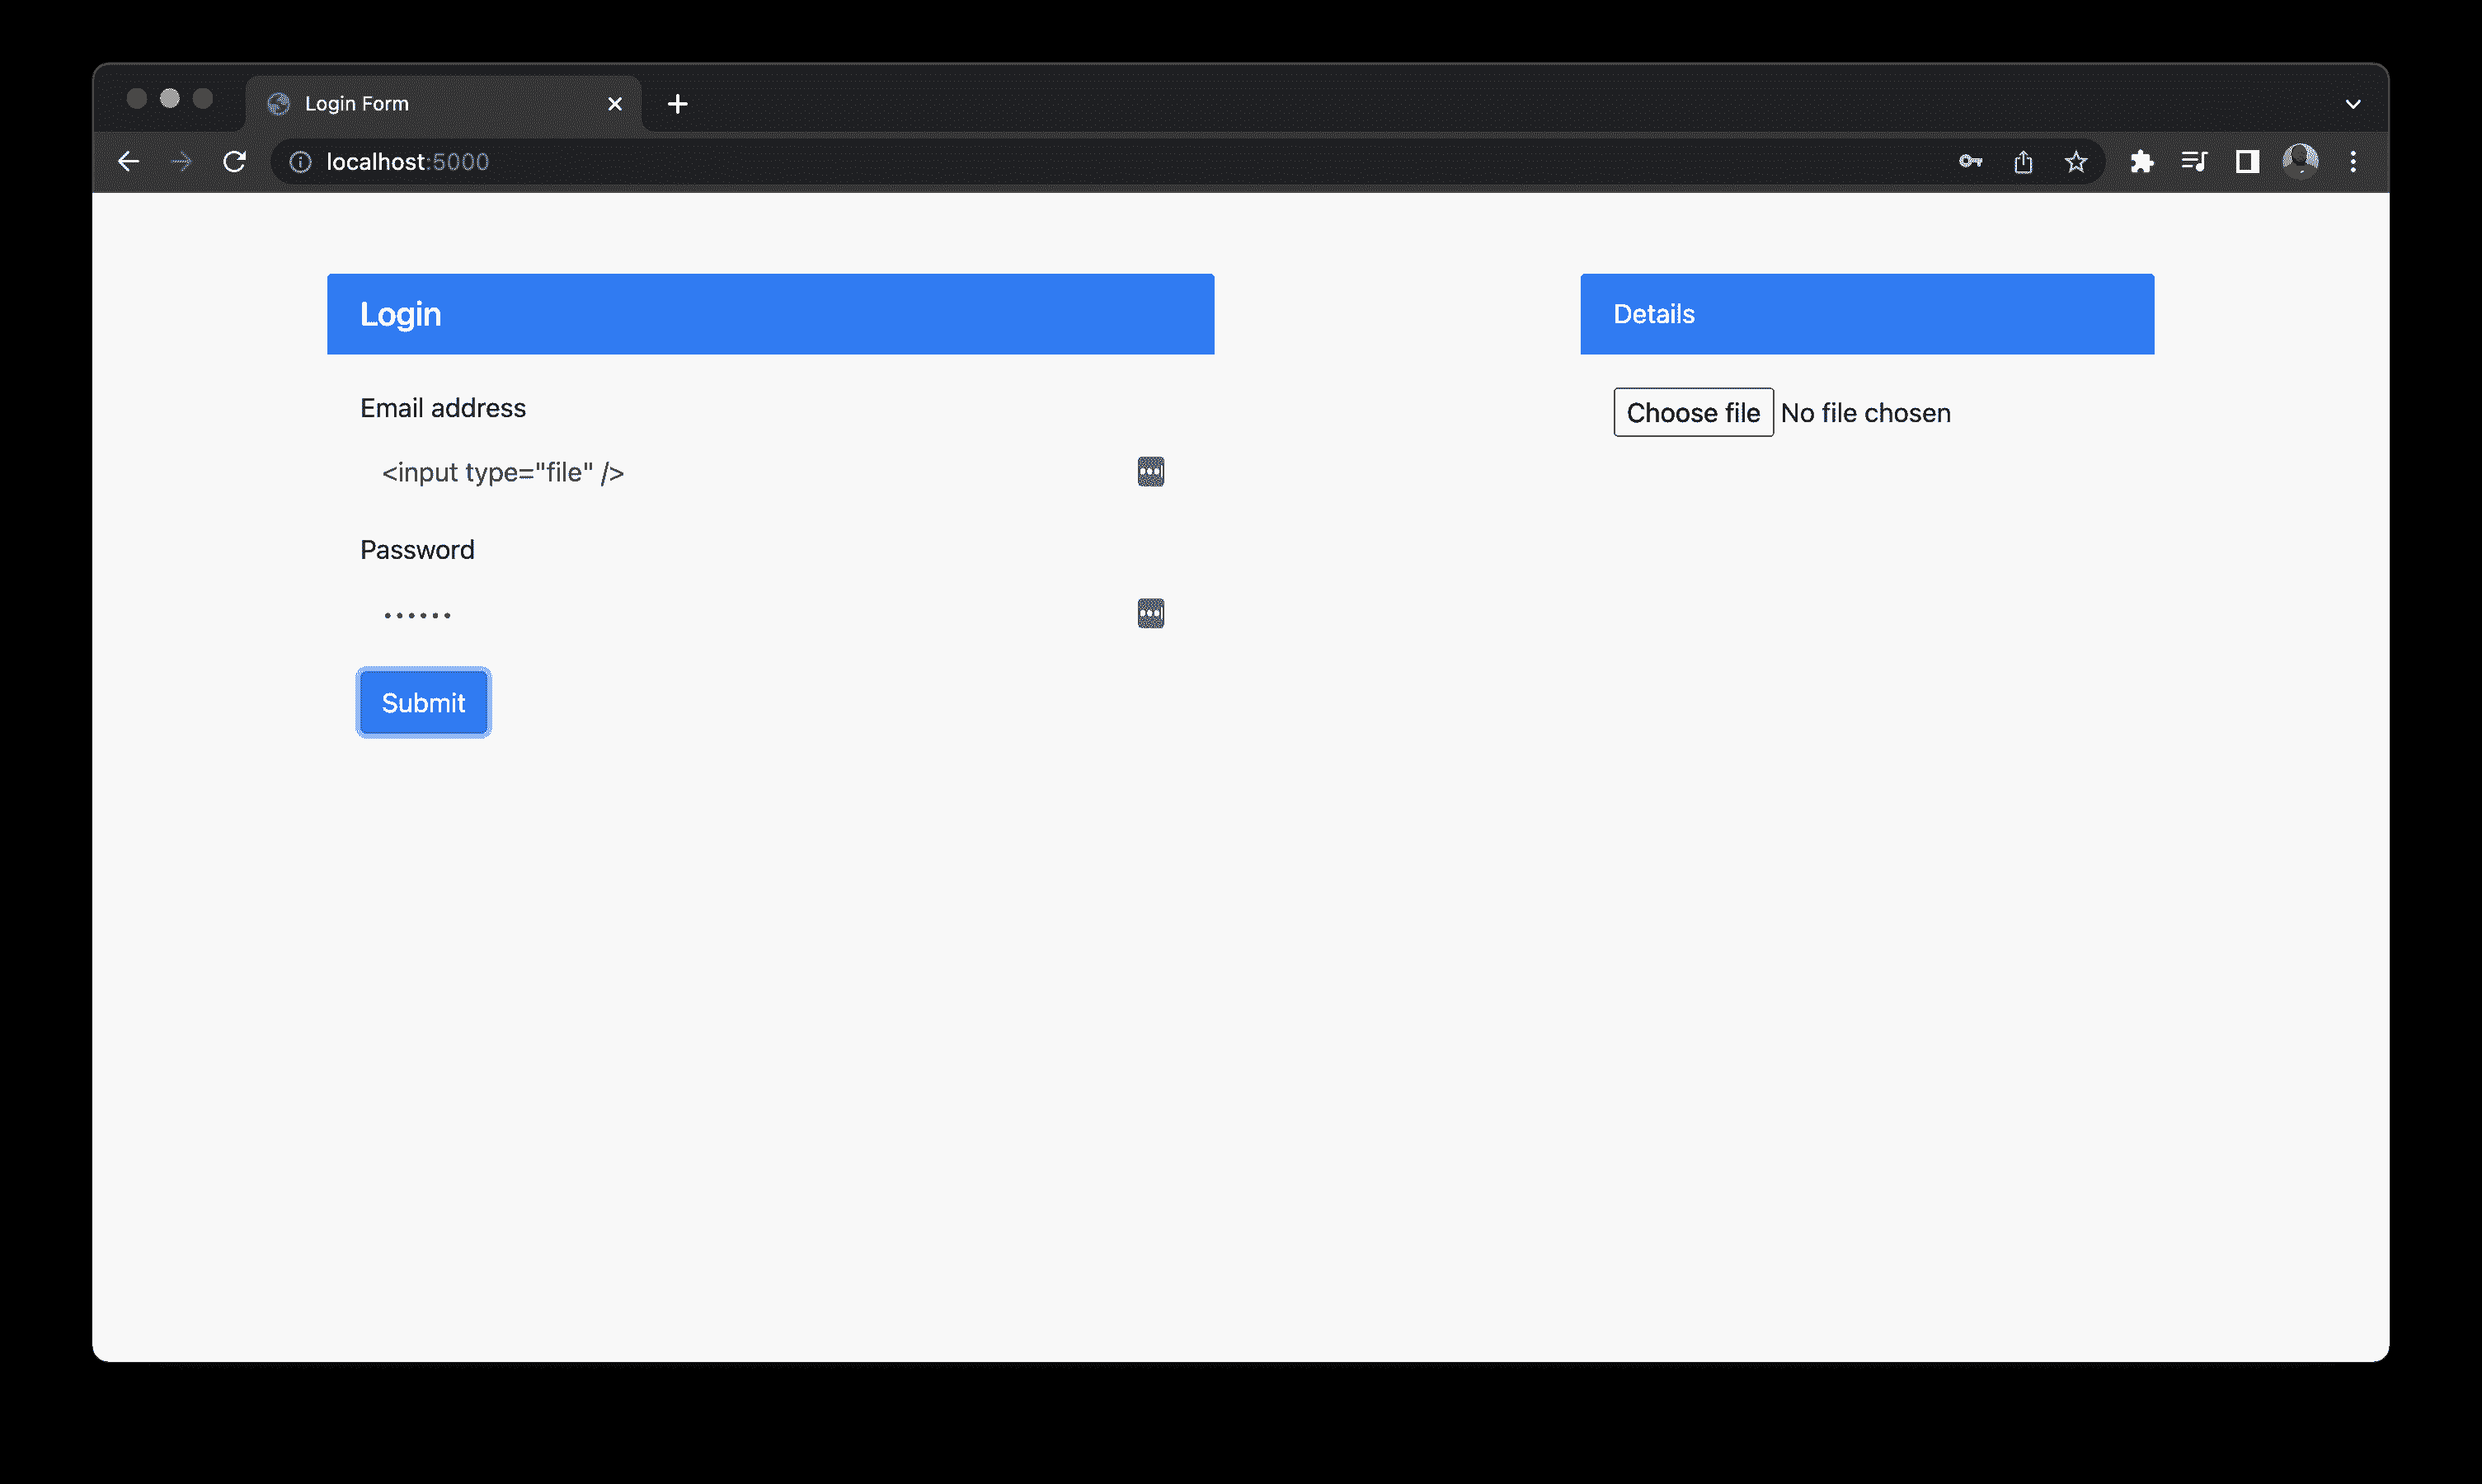 Login Form
localhost:5000
Login
Email address
<input type="file" />
Password
••••••
Submit
Details
Choose file No file chosen